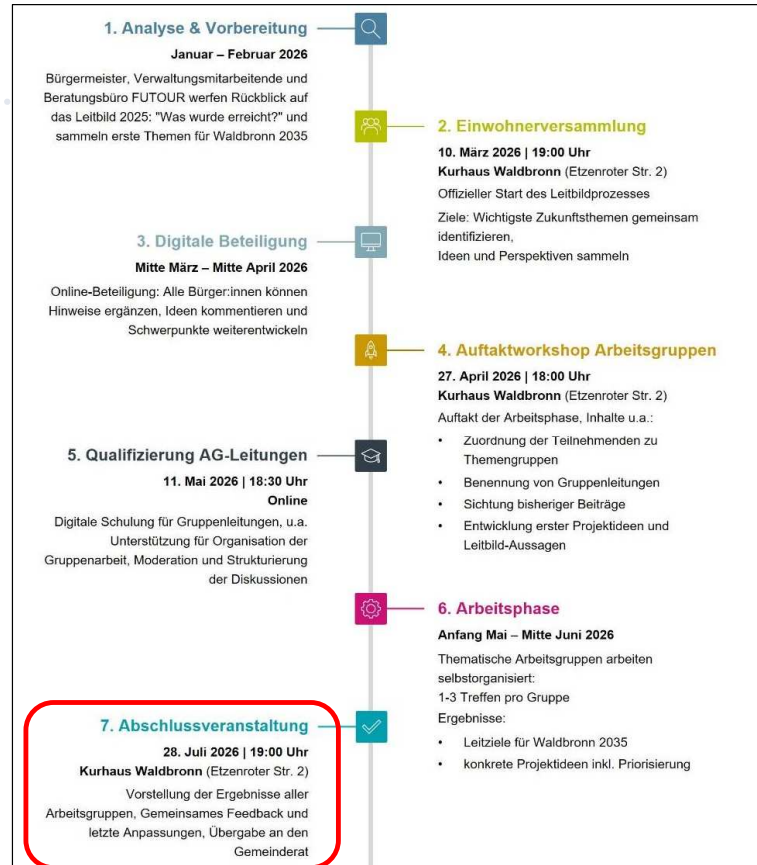 1. Analyse & Vorbereitung
Januar – Februar 2026
Bürgermeister, Verwaltungsmitarbeitende und
Beratungsbüro FUTOUR werfen Rückblick auf
das Leitbild 2025: "Was wurde erreicht?" und
sammeln erste Themen für Waldbronn 2035
2. Einwohnerversammlung
10. März 2026 | 19:00 Uhr
Kurhaus Waldbronn (Etzenroter Str. 2)
Offizieller Start des Leitbildprozesses
Ziele: Wichtigste Zukunftsthemen gemeinsam
identifizieren,
Ideen und Perspektiven sammeln
3. Digitale Beteiligung
Mitte März – Mitte April 2026
Online-Beteiligung: Alle Bürger:innen können
Hinweise ergänzen, Ideen kommentieren und
Schwerpunkte weiterentwickeln
4. Auftaktworkshop Arbeitsgruppen
27. April 2026 | 18:00 Uhr
Kurhaus Waldbronn (Etzenroter Str. 2)
Auftakt der Arbeitsphase, Inhalte u.a.:
• Zuordnung der Teilnehmenden zu
Themengruppen
• Benennung von Gruppenleitungen
• Sichtung bisheriger Beiträge
• Entwicklung erster Projektideen und
Leitbild-Aussagen
5. Qualifizierung AG-Leitungen
11. Mai 2026 | 18:30 Uhr
Online
Digitale Schulung für Gruppenleitungen, u.a.
Unterstützung für Organisation der
Gruppenarbeit, Moderation und Strukturierung
der Diskussionen
6. Arbeitsphase
Anfang Mai – Mitte Juni 2026
Thematische Arbeitsgruppen arbeiten
selbstorganisiert:
1-3 Treffen pro Gruppe
Ergebnisse:
• Leitziele für Waldbronn 2035
• konkrete Projektideen inkl. Priorisierung
7. Abschlussveranstaltung
28. Juli 2026 | 19:00 Uhr
Kurhaus Waldbronn (Etzenroter Str. 2)
Vorstellung der Ergebnisse aller
Arbeitsgruppen, Gemeinsames Feedback und
letzte Anpassungen, Übergabe an den
Gemeinderat